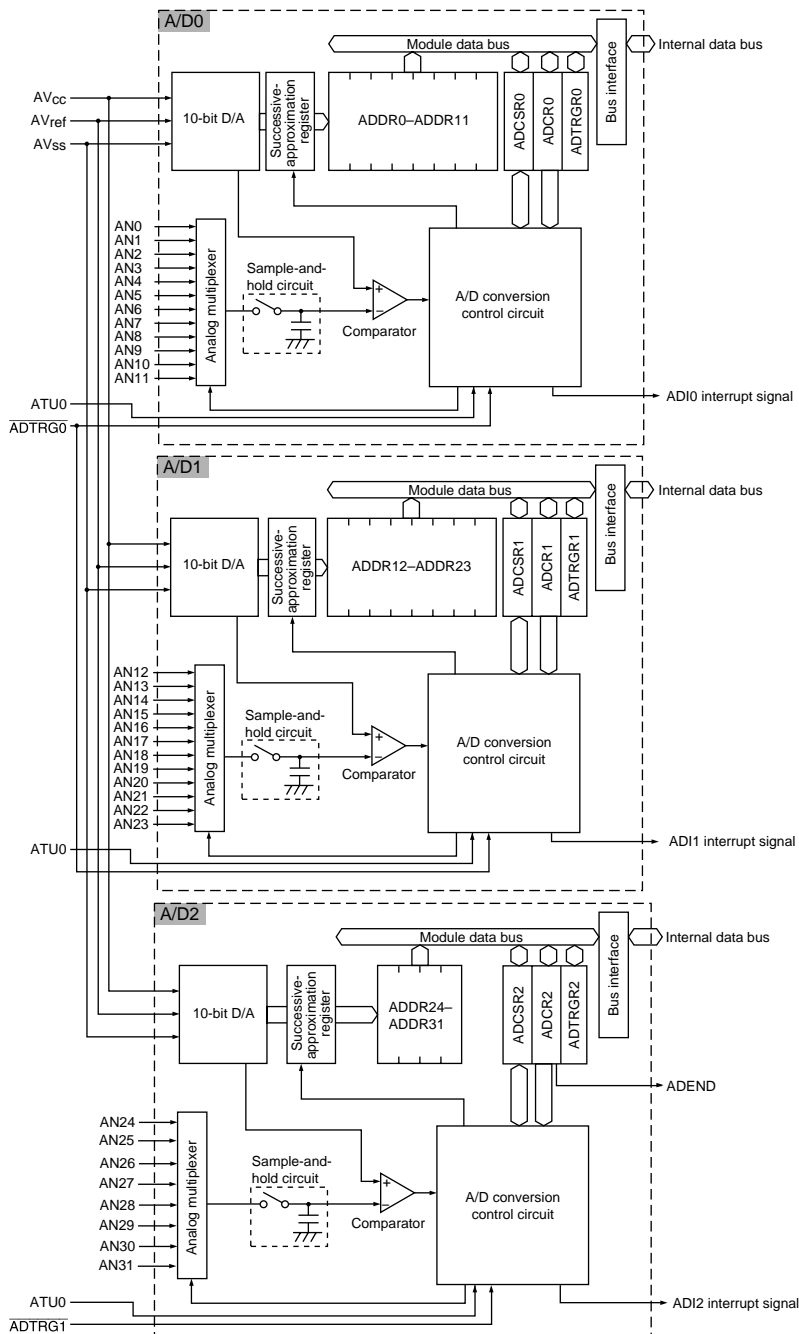 A/D0
Module data bus
Bus interface
Internal data bus
AVcc
AVref
AVss
10-bit D/A
Successive-
approximation
register
ADDR0–ADDR11
ADCSR0
ADCR0
ADTRGR0
AN0
AN1
AN2
AN3
AN4
AN5
AN6
AN7
AN8
AN9
AN10
AN11
Analog multiplexer
Sample-and-
hold circuit
+
–
Comparator
A/D conversion
control circuit
ATU0
ADTRG0
ADI0 interrupt signal
A/D1
Module data bus
Bus interface
Internal data bus
10-bit D/A
Successive-
approximation
register
ADDR12–ADDR23
ADCSR1
ADCR1
ADTRGR1
AN12
AN13
AN14
AN15
AN16
AN17
AN18
AN19
AN20
AN21
AN22
AN23
Analog multiplexer
Sample-and-
hold circuit
+
–
Comparator
A/D conversion
control circuit
ATU0
ADI1 interrupt signal
A/D2
Module data bus
Bus interface
Internal data bus
10-bit D/A
Successive-
approximation
register
ADDR24–
ADDR31
ADCSR2
ADCR2
ADTRGR2
ADEND
AN24
AN25
AN26
AN27
AN28
AN29
AN30
AN31
Analog multiplexer
Sample-and-
hold circuit
+
–
Comparator
A/D conversion
control circuit
ATU0
ADTRG1
ADI2 interrupt signal